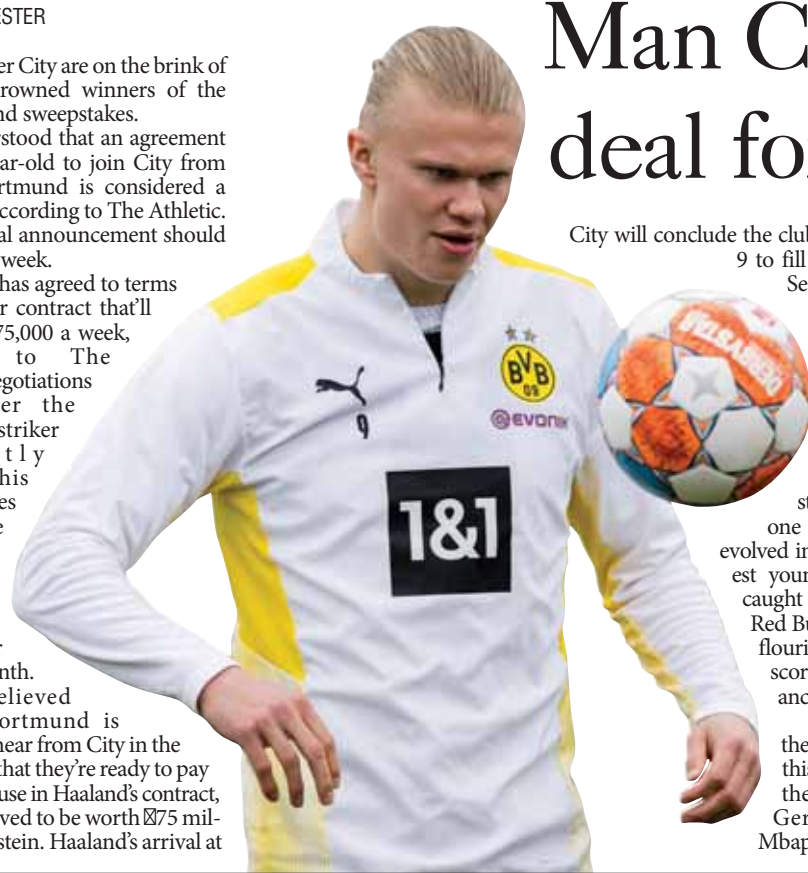 ESTER
er City are on the brink of
rowned winners of the
nd sweepstakes.
rstood that an agreement
ar-old to join City from
rtmund is considered a
ccording to The Athletic.
al announcement should
week.
has agreed to terms
r contract that'll
75,000 a week,
to The
egotiations
er the
striker
tly
his
es
e
r
nth.
elieved
ortmund is
hear from City in the
that they're ready to pay
use in Haaland's contract,
ved to be worth 75 mil-
stein. Haaland's arrival at
BVB
09
EVONIK
9
1&1
DERBYSTAR
Man C
deal fo
City will conclude the club
9 to fill
Se
st
one
evolved in
est your
caught
Red Bu
flouri
scor
anc
the
this
the
Ger
Mbap